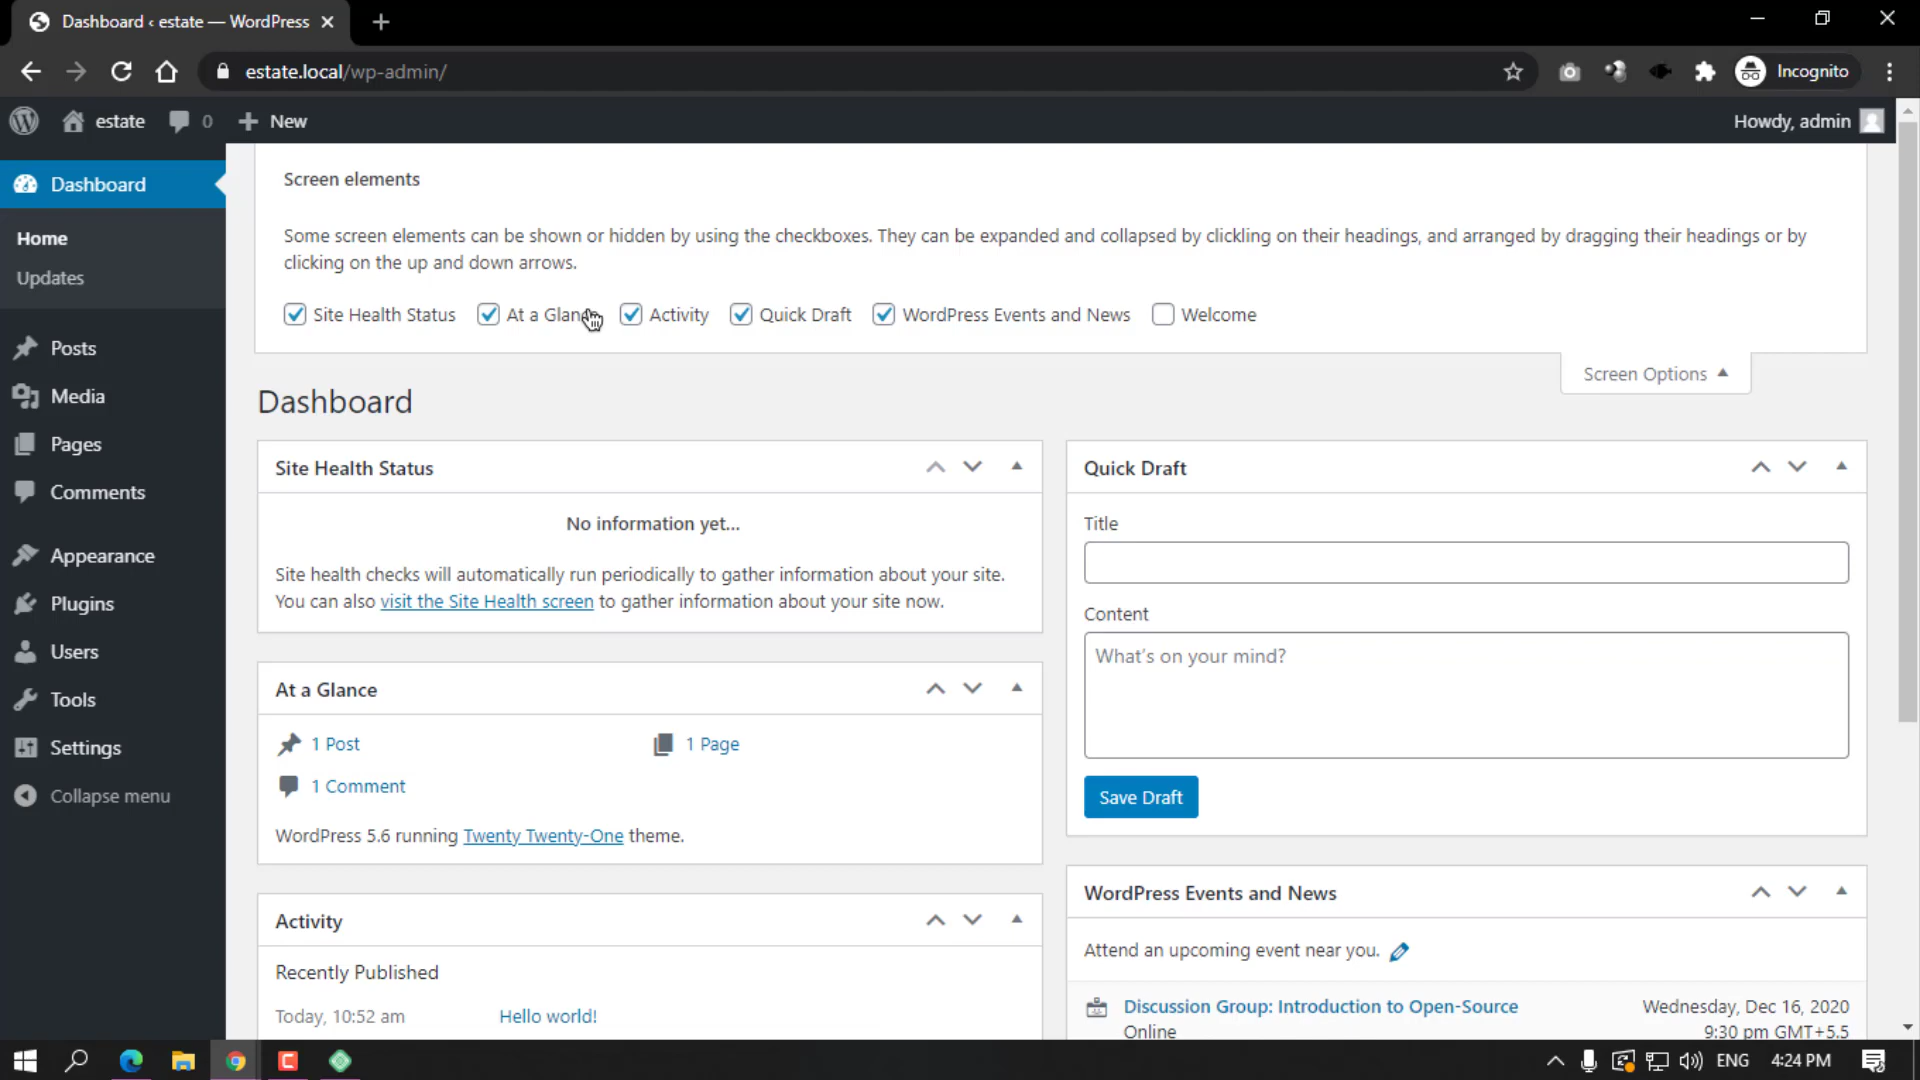 Dashboard ‹ estate — WordPress
estate.local/wp-admin/
Incognito
estate
0
New
Howdy, admin
Dashboard
Home
Updates
Posts
Media
Pages
Comments
Appearance
Plugins
Users
Tools
Settings
Collapse menu
Screen elements
Some screen elements can be shown or hidden by using the checkboxes. They can be expanded and collapsed by clickling on their headings, and arranged by dragging their headings or by
clicking on the up and down arrows.
Site Health Status At a Glance Activity Quick Draft WordPress Events and News Welcome
Screen Options
Dashboard
Site Health Status
No information yet...
Site health checks will automatically run periodically to gather information about your site.
You can also visit the Site Health screen to gather information about your site now.
At a Glance
1 Post
1 Page
1 Comment
WordPress 5.6 running Twenty Twenty-One theme.
Activity
Recently Published
Today, 10:52 am Hello world!
Quick Draft
Title
Content
What's on your mind?
Save Draft
WordPress Events and News
Attend an upcoming event near you.
Discussion Group: Introduction to Open-Source
Online
Wednesday, Dec 16, 2020
9:30 pm GMT+5.5
ENG
4:24 PM